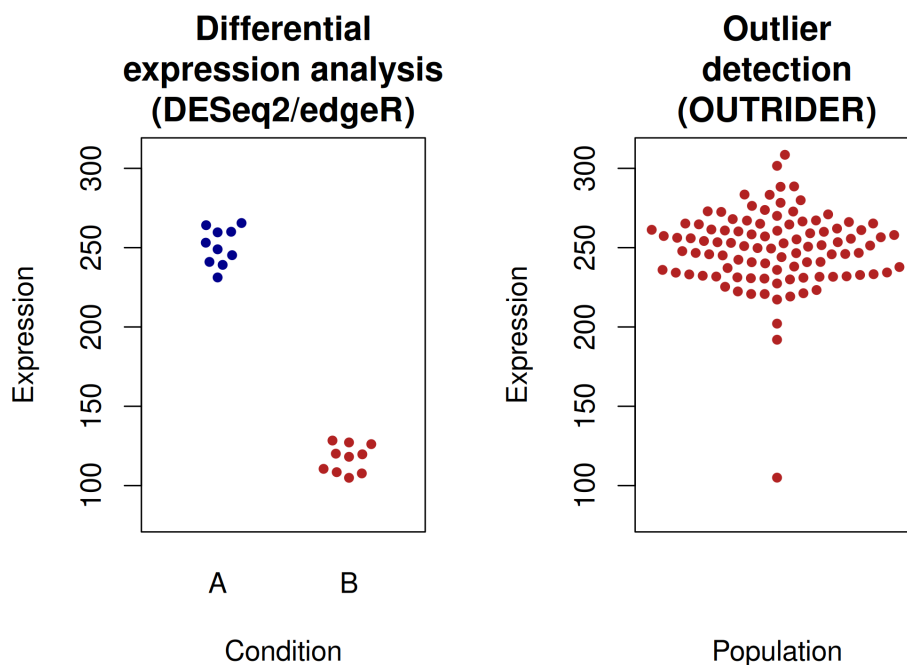 Differential
expression analysis
(DESeq2/edgeR)
Expression
300
250
200
150
100
A
B
Condition
Outlier
detection
(OUTRIDER)
Expression
300
250
200
150
100
Population